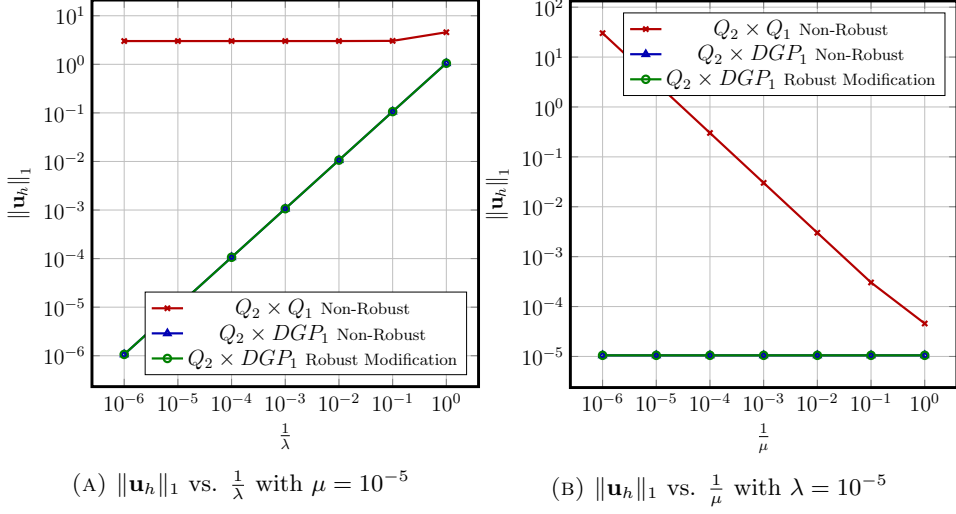 10^1
10^0
10^{-1}
10^{-2}
10^{-3}
10^{-4}
10^{-5}
10^{-6}
‖𝐮_h‖_1
Q_2 × Q_1 Non-Robust
Q_2 × DGP_1 Non-Robust
Q_2 × DGP_1 Robust Modification
10^{-6} 10^{-5} 10^{-4} 10^{-3} 10^{-2} 10^{-1} 10^0
1/λ
(A) ‖𝐮_h‖_1 vs. 1/λ with μ = 10^{-5}
10^2
10^1
10^0
10^{-1}
10^{-2}
10^{-3}
10^{-4}
10^{-5}
‖𝐮_h‖_1
Q_2 × Q_1 Non-Robust
Q_2 × DGP_1 Non-Robust
Q_2 × DGP_1 Robust Modification
10^{-6} 10^{-5} 10^{-4} 10^{-3} 10^{-2} 10^{-1} 10^0
1/μ
(B) ‖𝐮_h‖_1 vs. 1/μ with λ = 10^{-5}